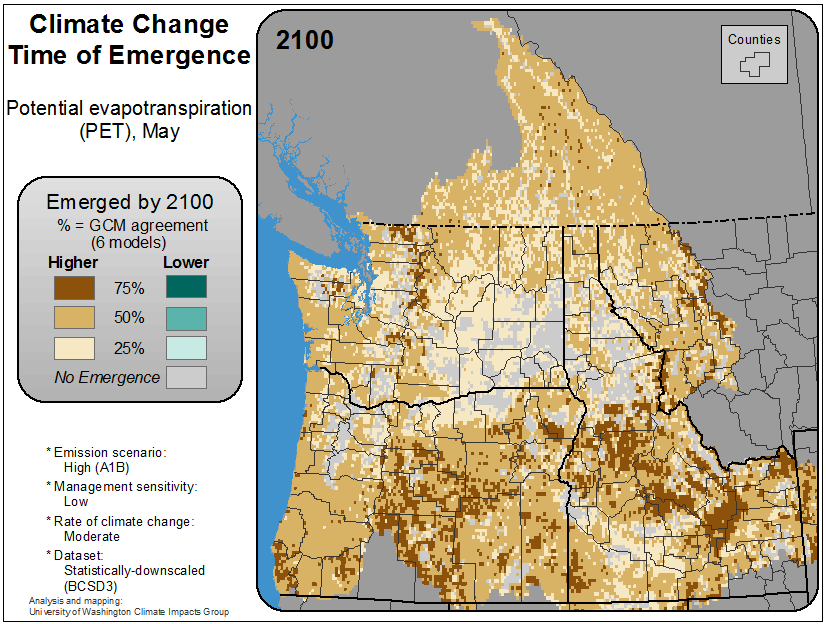 Climate Change
Time of Emergence
Potential evapotranspiration
(PET), May
Emerged by 2100
% = GCM agreement
(6 models)
Higher Lower
75%
50%
25%
No Emergence
* Emission scenario:
High (A1B)
* Management sensitivity:
Low
* Rate of climate change:
Moderate
* Dataset:
Statistically-downscaled
(BCSD3)
Analysis and mapping:
University of Washington Climate Impacts Group
2100
Counties